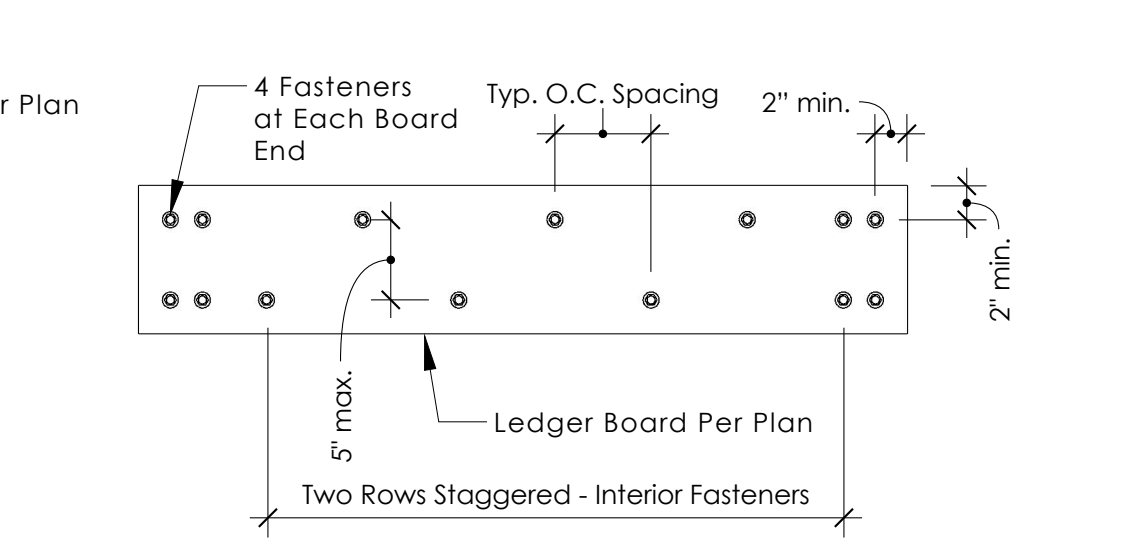 r Plan
4 Fasteners
at Each Board
End
Typ. O.C. Spacing
2” min.
2" min.
5" max.
Ledger Board Per Plan
Two Rows Staggered - Interior Fasteners